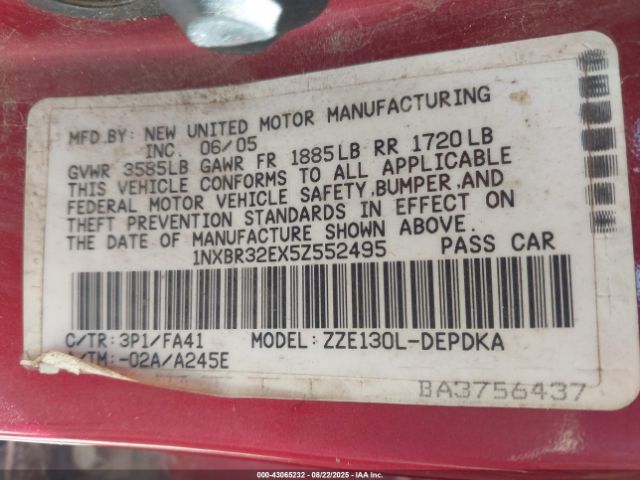 MFD.BY: NEW UNITED MOTOR MANUFACTURING
INC. 06/05
GVWR 3585LB GAWR FR 1885LB RR 1720LB
THIS VEHICLE CONFORMS TO ALL APPLICABLE
FEDERAL MOTOR VEHICLE SAFETY,BUMPER,AND
THEFT PREVENTION STANDARDS IN EFFECT ON
THE DATE OF MANUFACTURE SHOWN ABOVE.
1NXBR32EX5Z552495 PASS CAR
C/TR: 3P1/FA41 MODEL: ZZE130L-DEPDKA
A/TM: -02A/A245E
BA3756437
000-43065232 - 08/22/2025 - IAAI.com